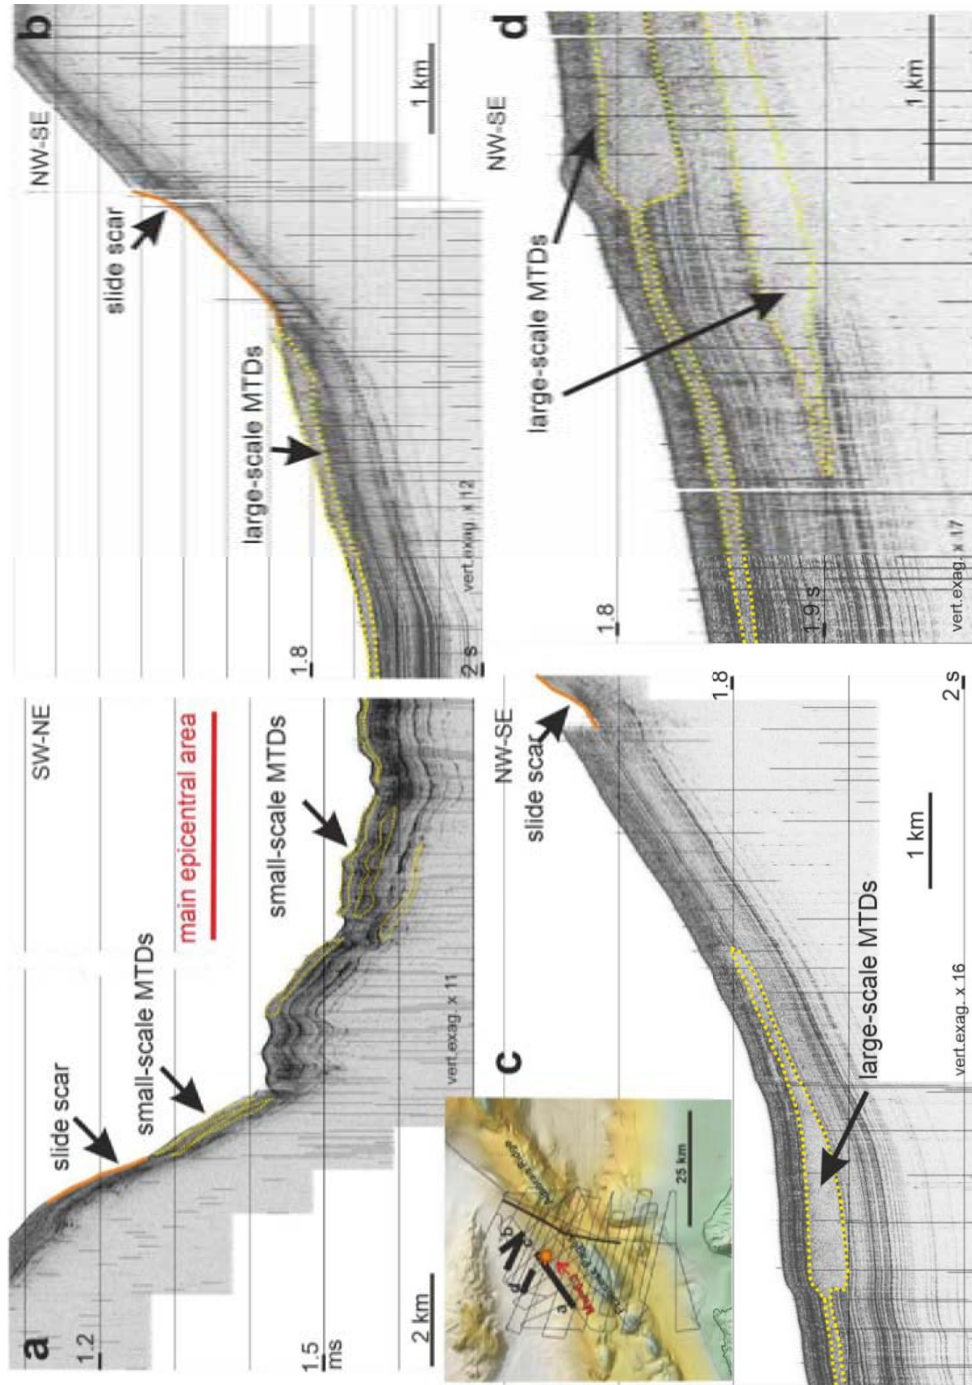 a
SW-NE
slide scar
small-scale MTDs
main epicentral area
small-scale MTDs
1.2
1.5
ms
2 km
vert.exag. x 11
b
NW-SE
slide scar
large-scale MTDs
1.8
2 s
1 km
vert.exag. x 12
c
NW-SE
slide scar
large-scale MTDs
1.8
2 s
1 km
vert.exag. x 16
25 km
d
NW-SE
large-scale MTDs
large-scale MTDs
1.8
1.9 s
1 km
vert.exag. x 17